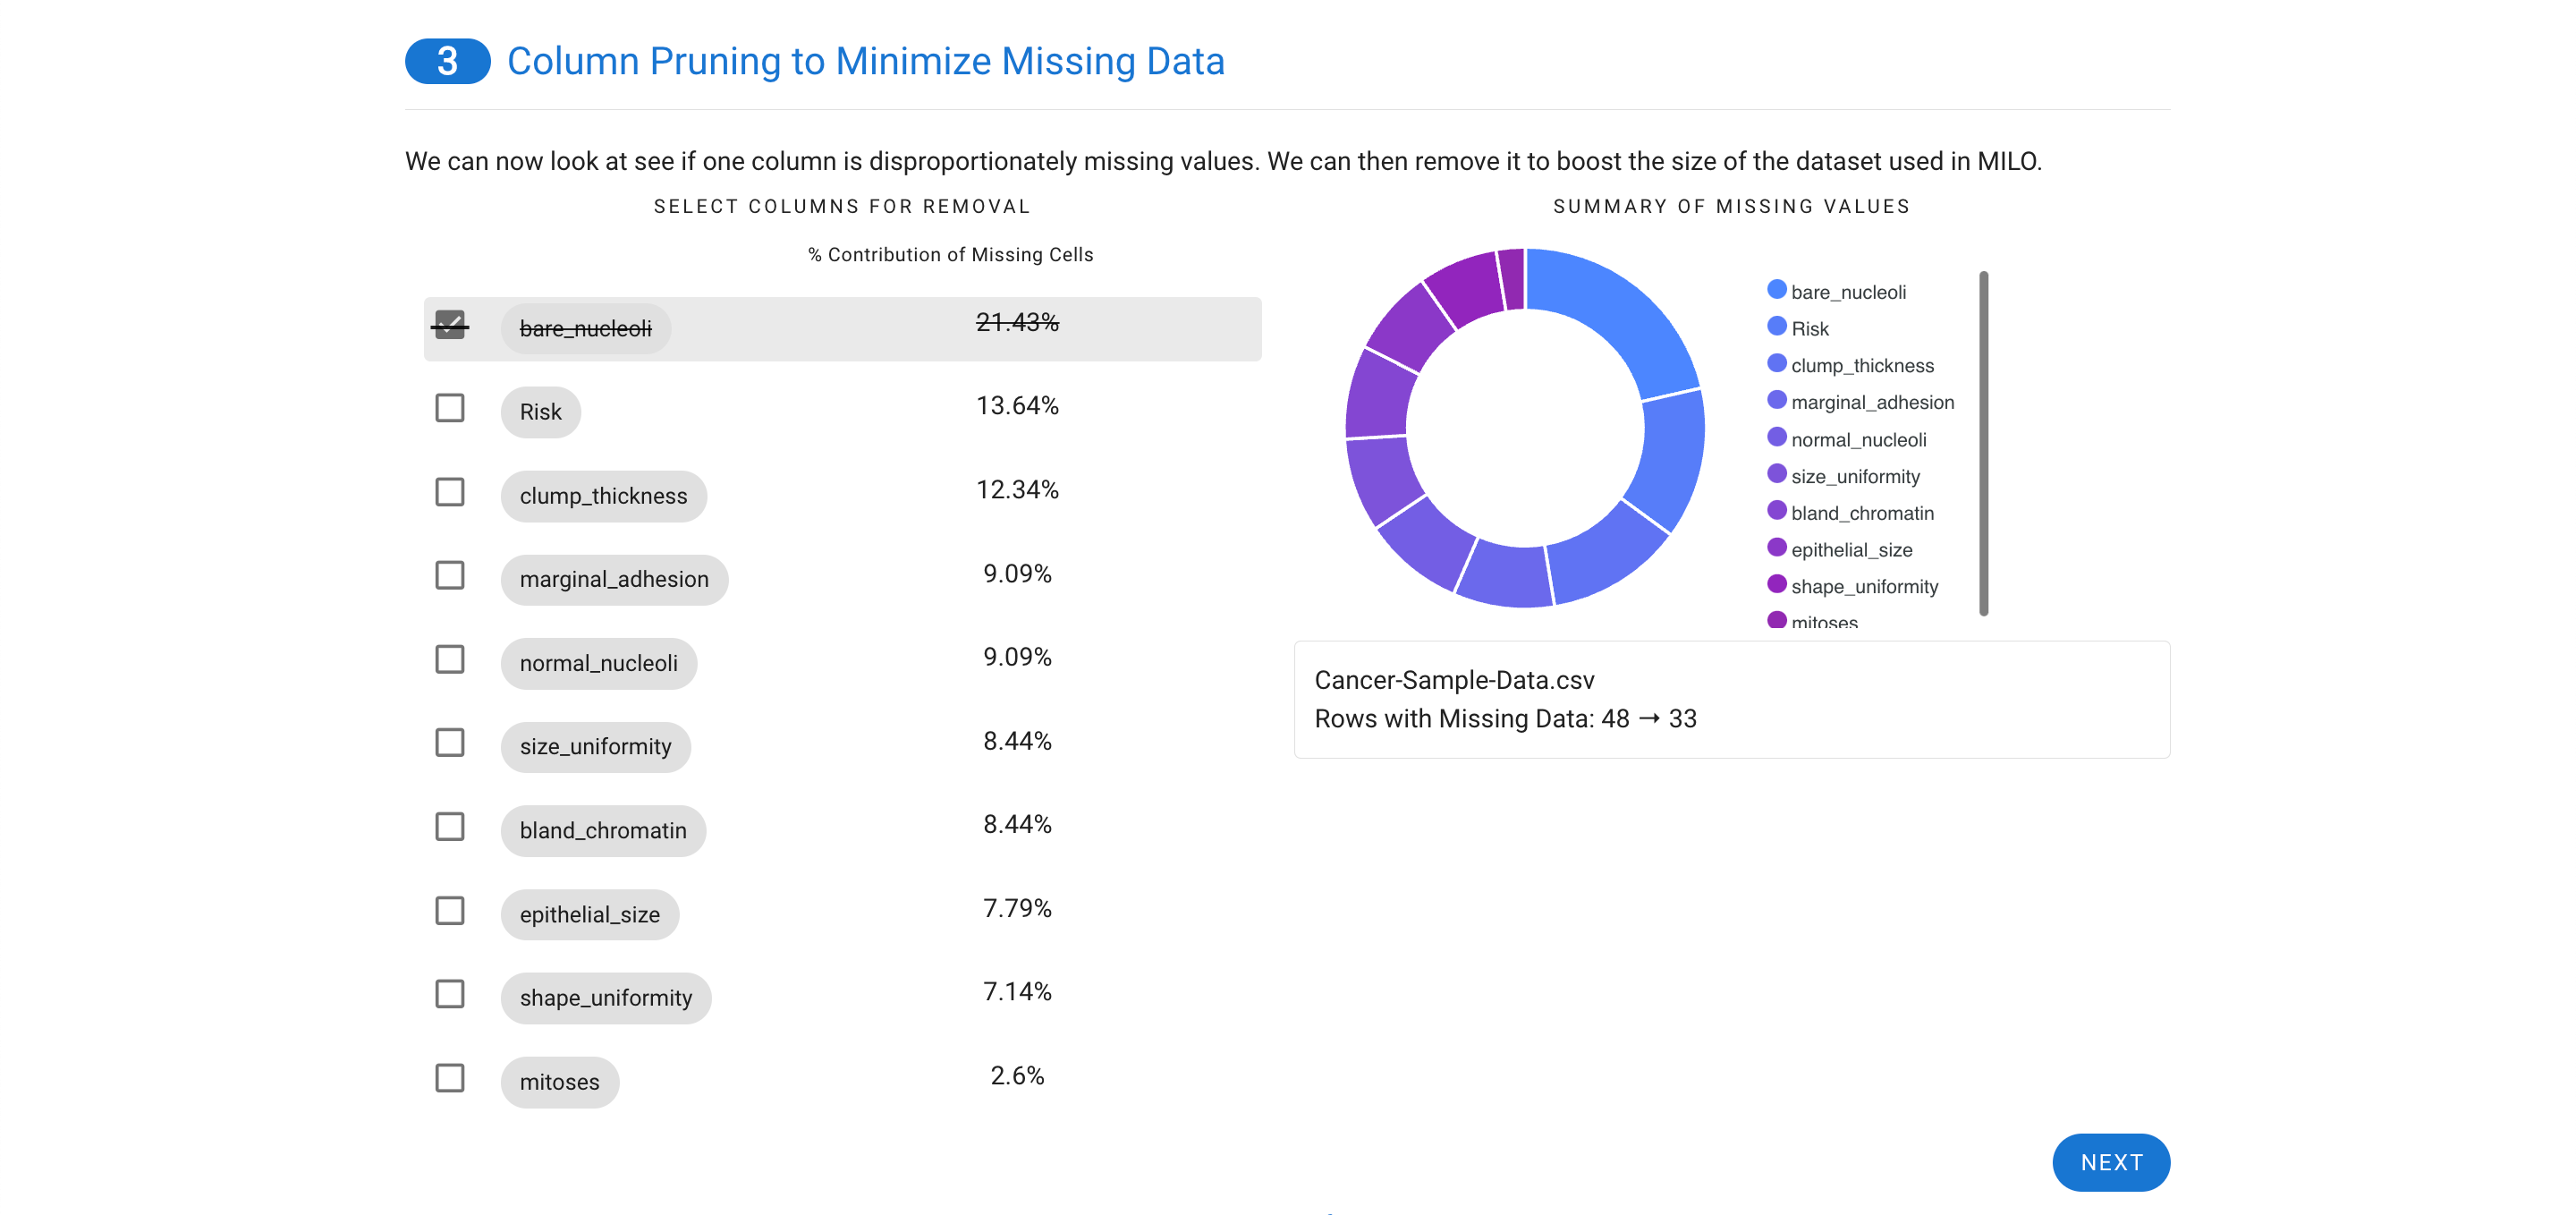 3 Column Pruning to Minimize Missing Data
We can now look at see if one column is disproportionately missing values. We can then remove it to boost the size of the dataset used in MILO.
SELECT COLUMNS FOR REMOVAL
% Contribution of Missing Cells
bare_nucleoli 21.43%
Risk 13.64%
clump_thickness 12.34%
marginal_adhesion 9.09%
normal_nucleoli 9.09%
size_uniformity 8.44%
bland_chromatin 8.44%
epithelial_size 7.79%
shape_uniformity 7.14%
mitoses 2.6%
SUMMARY OF MISSING VALUES
bare_nucleoli
Risk
clump_thickness
marginal_adhesion
normal_nucleoli
size_uniformity
bland_chromatin
epithelial_size
shape_uniformity
mitoses
Cancer-Sample-Data.csv
Rows with Missing Data: 48 → 33
NEXT